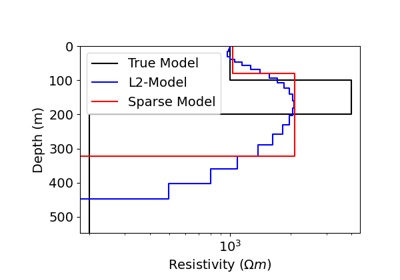 0
100
200
300
400
500
Depth (m)
True Model
L2-Model
Sparse Model
10³
Resistivity (Ωm)